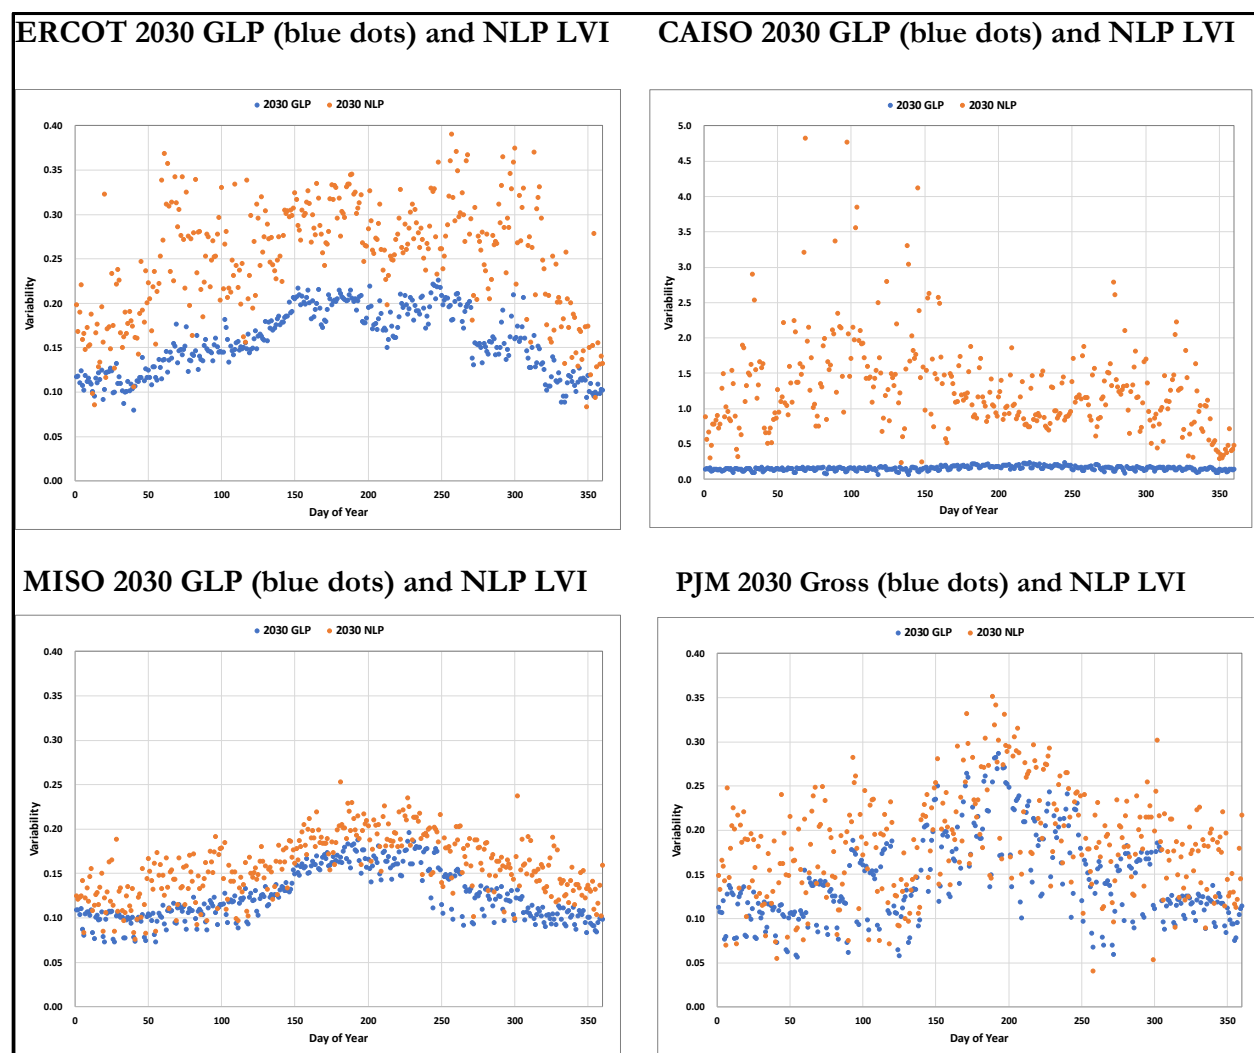 ERCOT 2030 GLP (blue dots) and NLP LVI
2030 GLP 2030 NLP
0.40
0.35
0.30
0.25
0.20
0.15
0.10
0.05
0.00
Variability
0 50 100 150 200 250 300 350
Day of Year
CAISO 2030 GLP (blue dots) and NLP LVI
2030 GLP 2030 NLP
5.0
4.5
4.0
3.5
3.0
2.5
2.0
1.5
1.0
0.5
0.0
Variability
0 50 100 150 200 250 300 350
Day of Year
MISO 2030 GLP (blue dots) and NLP LVI
2030 GLP 2030 NLP
0.40
0.35
0.30
0.25
0.20
0.15
0.10
0.05
0.00
Variability
0 50 100 150 200 250 300 350
Day of Year
PJM 2030 Gross (blue dots) and NLP LVI
2030 GLP 2030 NLP
0.40
0.35
0.30
0.25
0.20
0.15
0.10
0.05
0.00
Variability
0 50 100 150 200 250 300 350
Day of Year